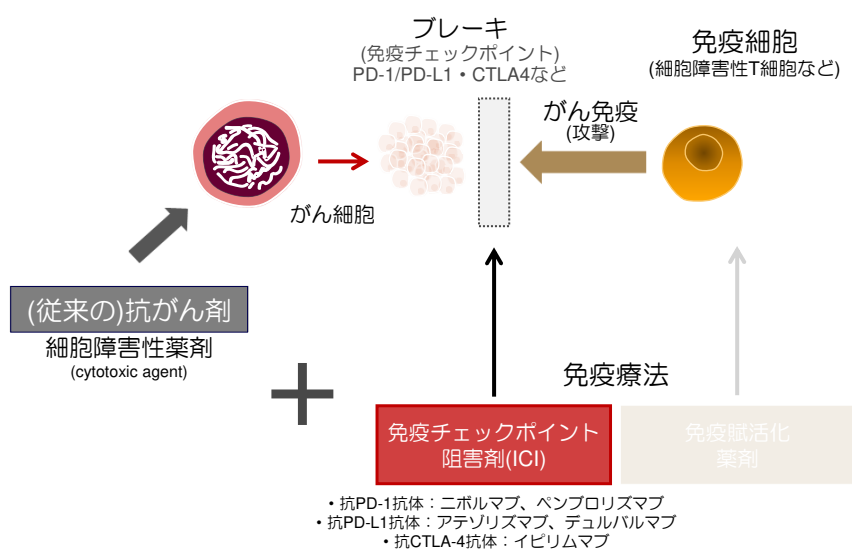 ブレーキ
(免疫チェックポイント)
PD-1/PD-L1・CTLA4など
免疫細胞
(細胞障害性T細胞など)
がん免疫
(攻撃)
がん細胞
(従来の)抗がん剤
細胞障害性薬剤
(cytotoxic agent)
免疫療法
免疫チェックポイント
阻害剤(ICI)
免疫賦活化
薬剤
・抗PD-1抗体：ニボルマブ、ペンブロリズマブ
・抗PD-L1抗体：アテゾリズマブ、デュルバルマブ
・抗CTLA-4抗体：イピリムマブ